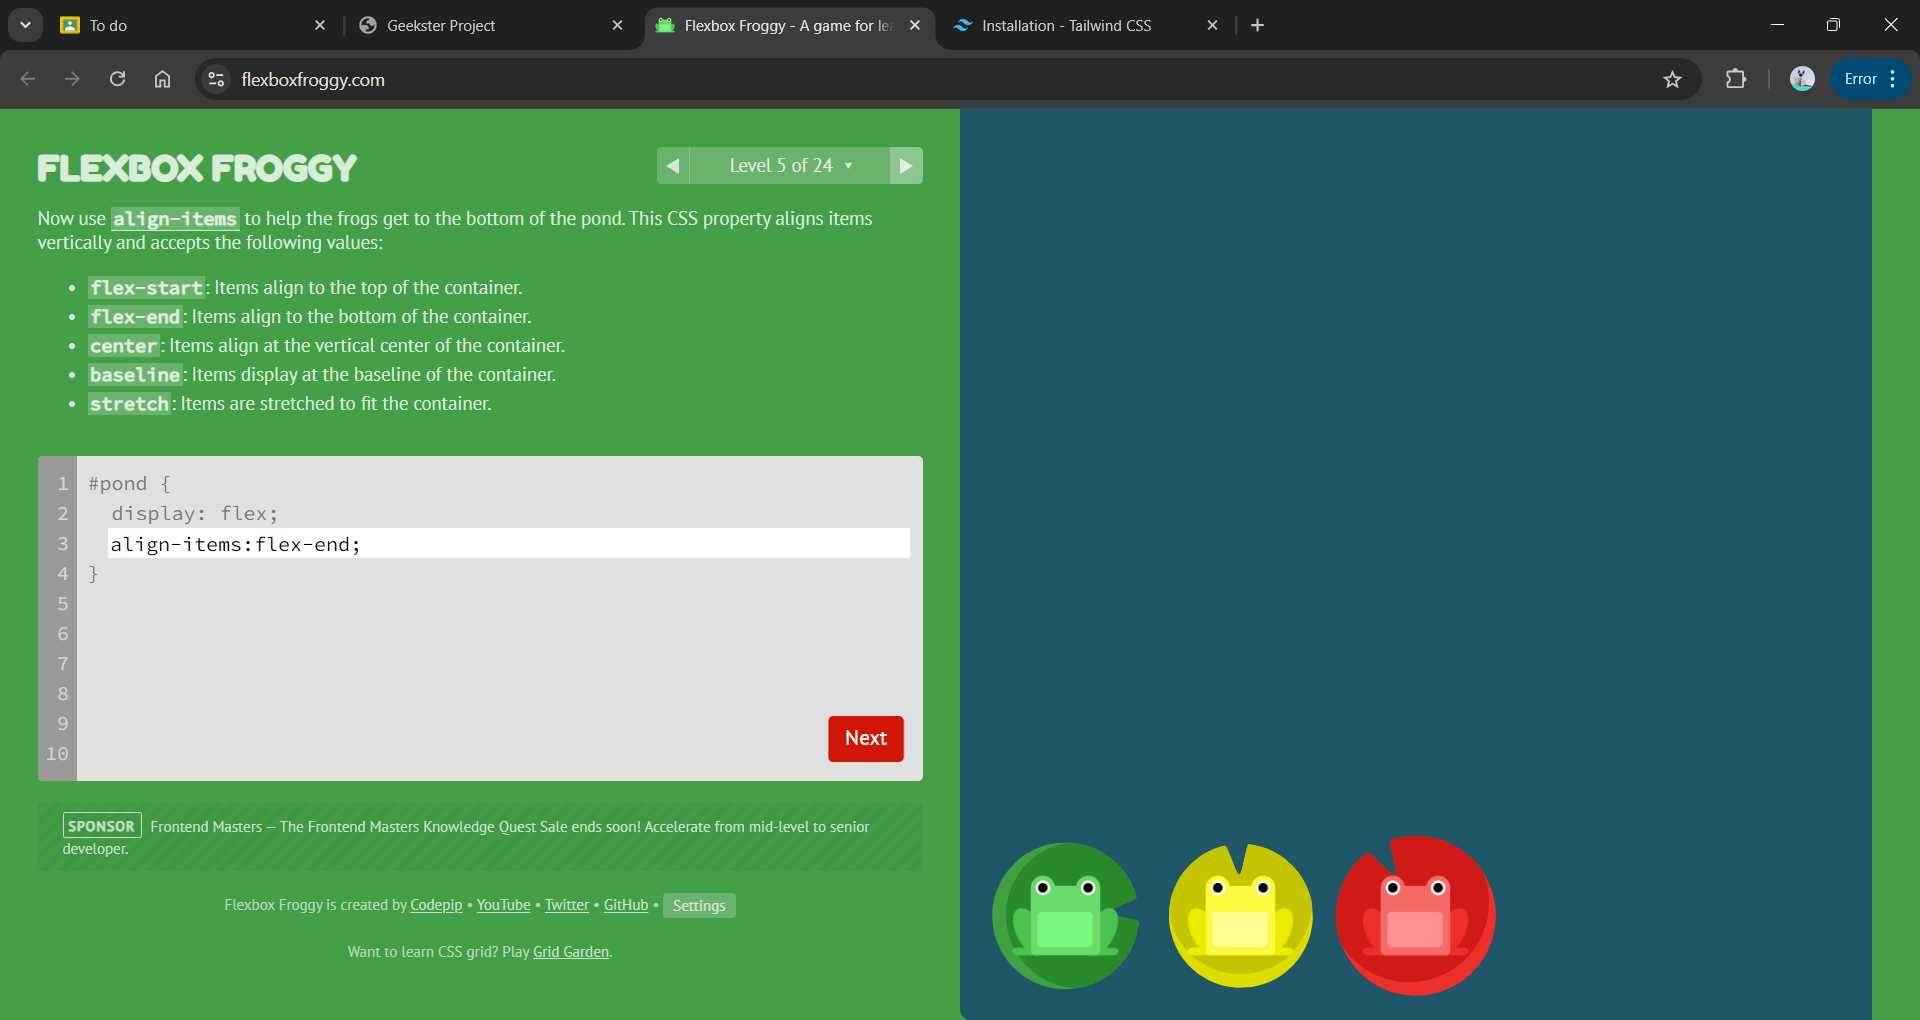 To do
Geekster Project
Flexbox Froggy - A game for le
Installation - Tailwind CSS
flexboxfroggy.com
Error
FLEXBOX FROGGY
Level 5 of 24
Now use align-items to help the frogs get to the bottom of the pond. This CSS property aligns items
vertically and accepts the following values:
• flex-start: Items align to the top of the container.
• flex-end: Items align to the bottom of the container.
• center: Items align at the vertical center of the container.
• baseline: Items display at the baseline of the container.
• stretch: Items are stretched to fit the container.
1 #pond {
2 display: flex;
3 align-items:flex-end;
4 }
5
6
7
8
9
10
Next
SPONSOR Frontend Masters — The Frontend Masters Knowledge Quest Sale ends soon! Accelerate from mid-level to senior
developer.
Flexbox Froggy is created by Codepip • YouTube • Twitter • GitHub • Settings
Want to learn CSS grid? Play Grid Garden.